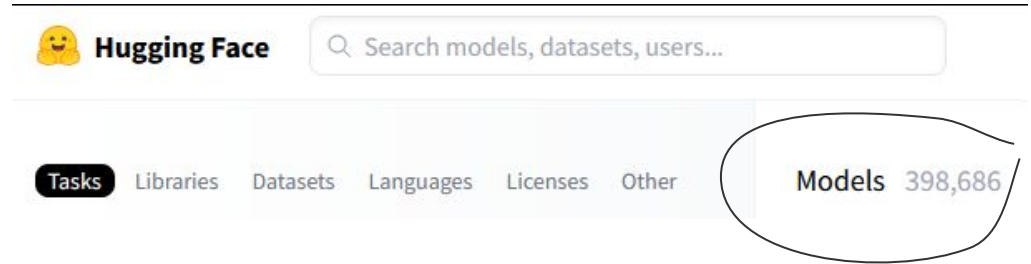 Hugging Face Search models, datasets, users...
Tasks Libraries Datasets Languages Licenses Other Models 398,686